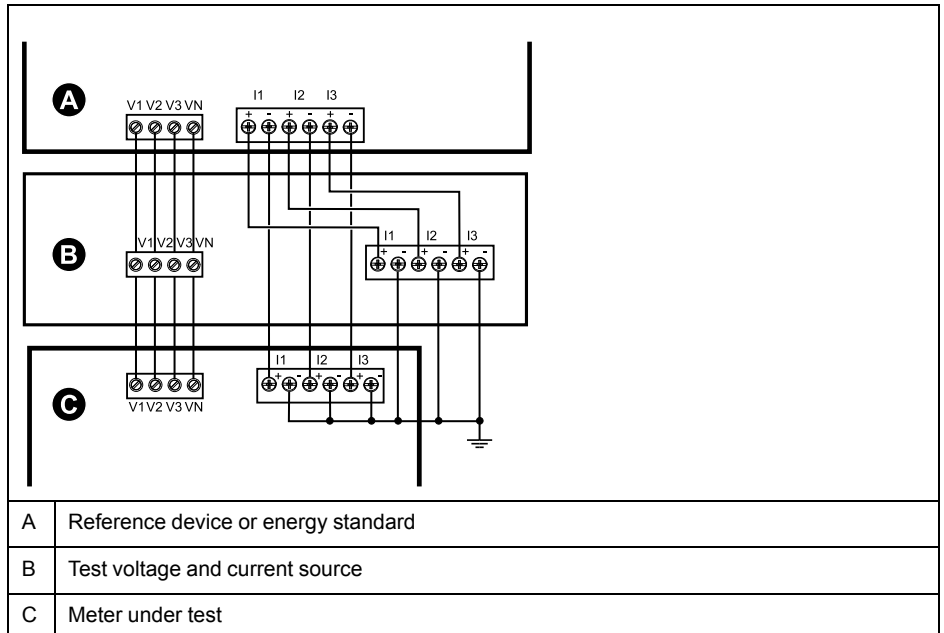 A
V1 V2 V3 VN
I1 I2 I3
+ - + - + -
B
V1 V2 V3 VN
I1 I2 I3
+ - + - + -
C
I1 I2 I3
+ - + - + -
V1 V2 V3 VN
A Reference device or energy standard
B Test voltage and current source
C Meter under test